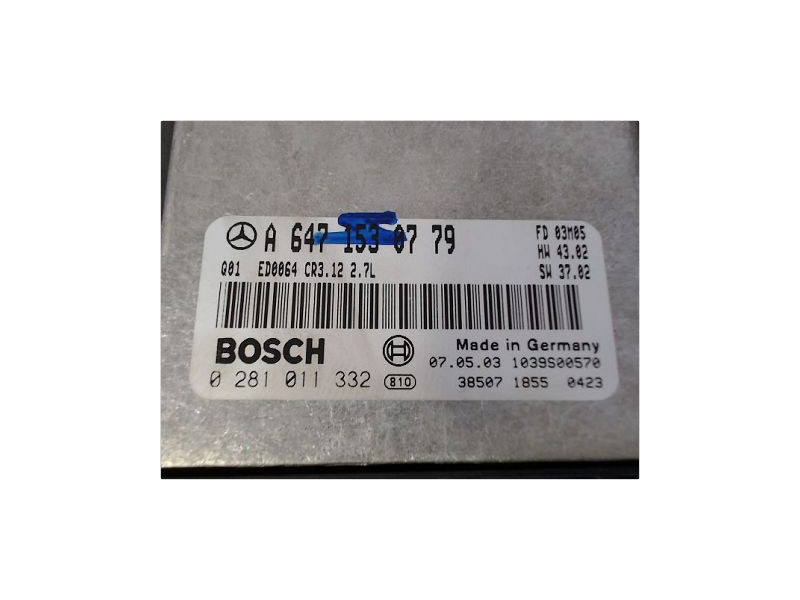 A 647 153 07 79
FD 03M05
HW 43.02
Q01 ED0064 CR3.12 2.7L
SW 37.02
BOSCH
Made in Germany
07.05.03 1039S00570
0 281 011 332 810
38507 1855 0423